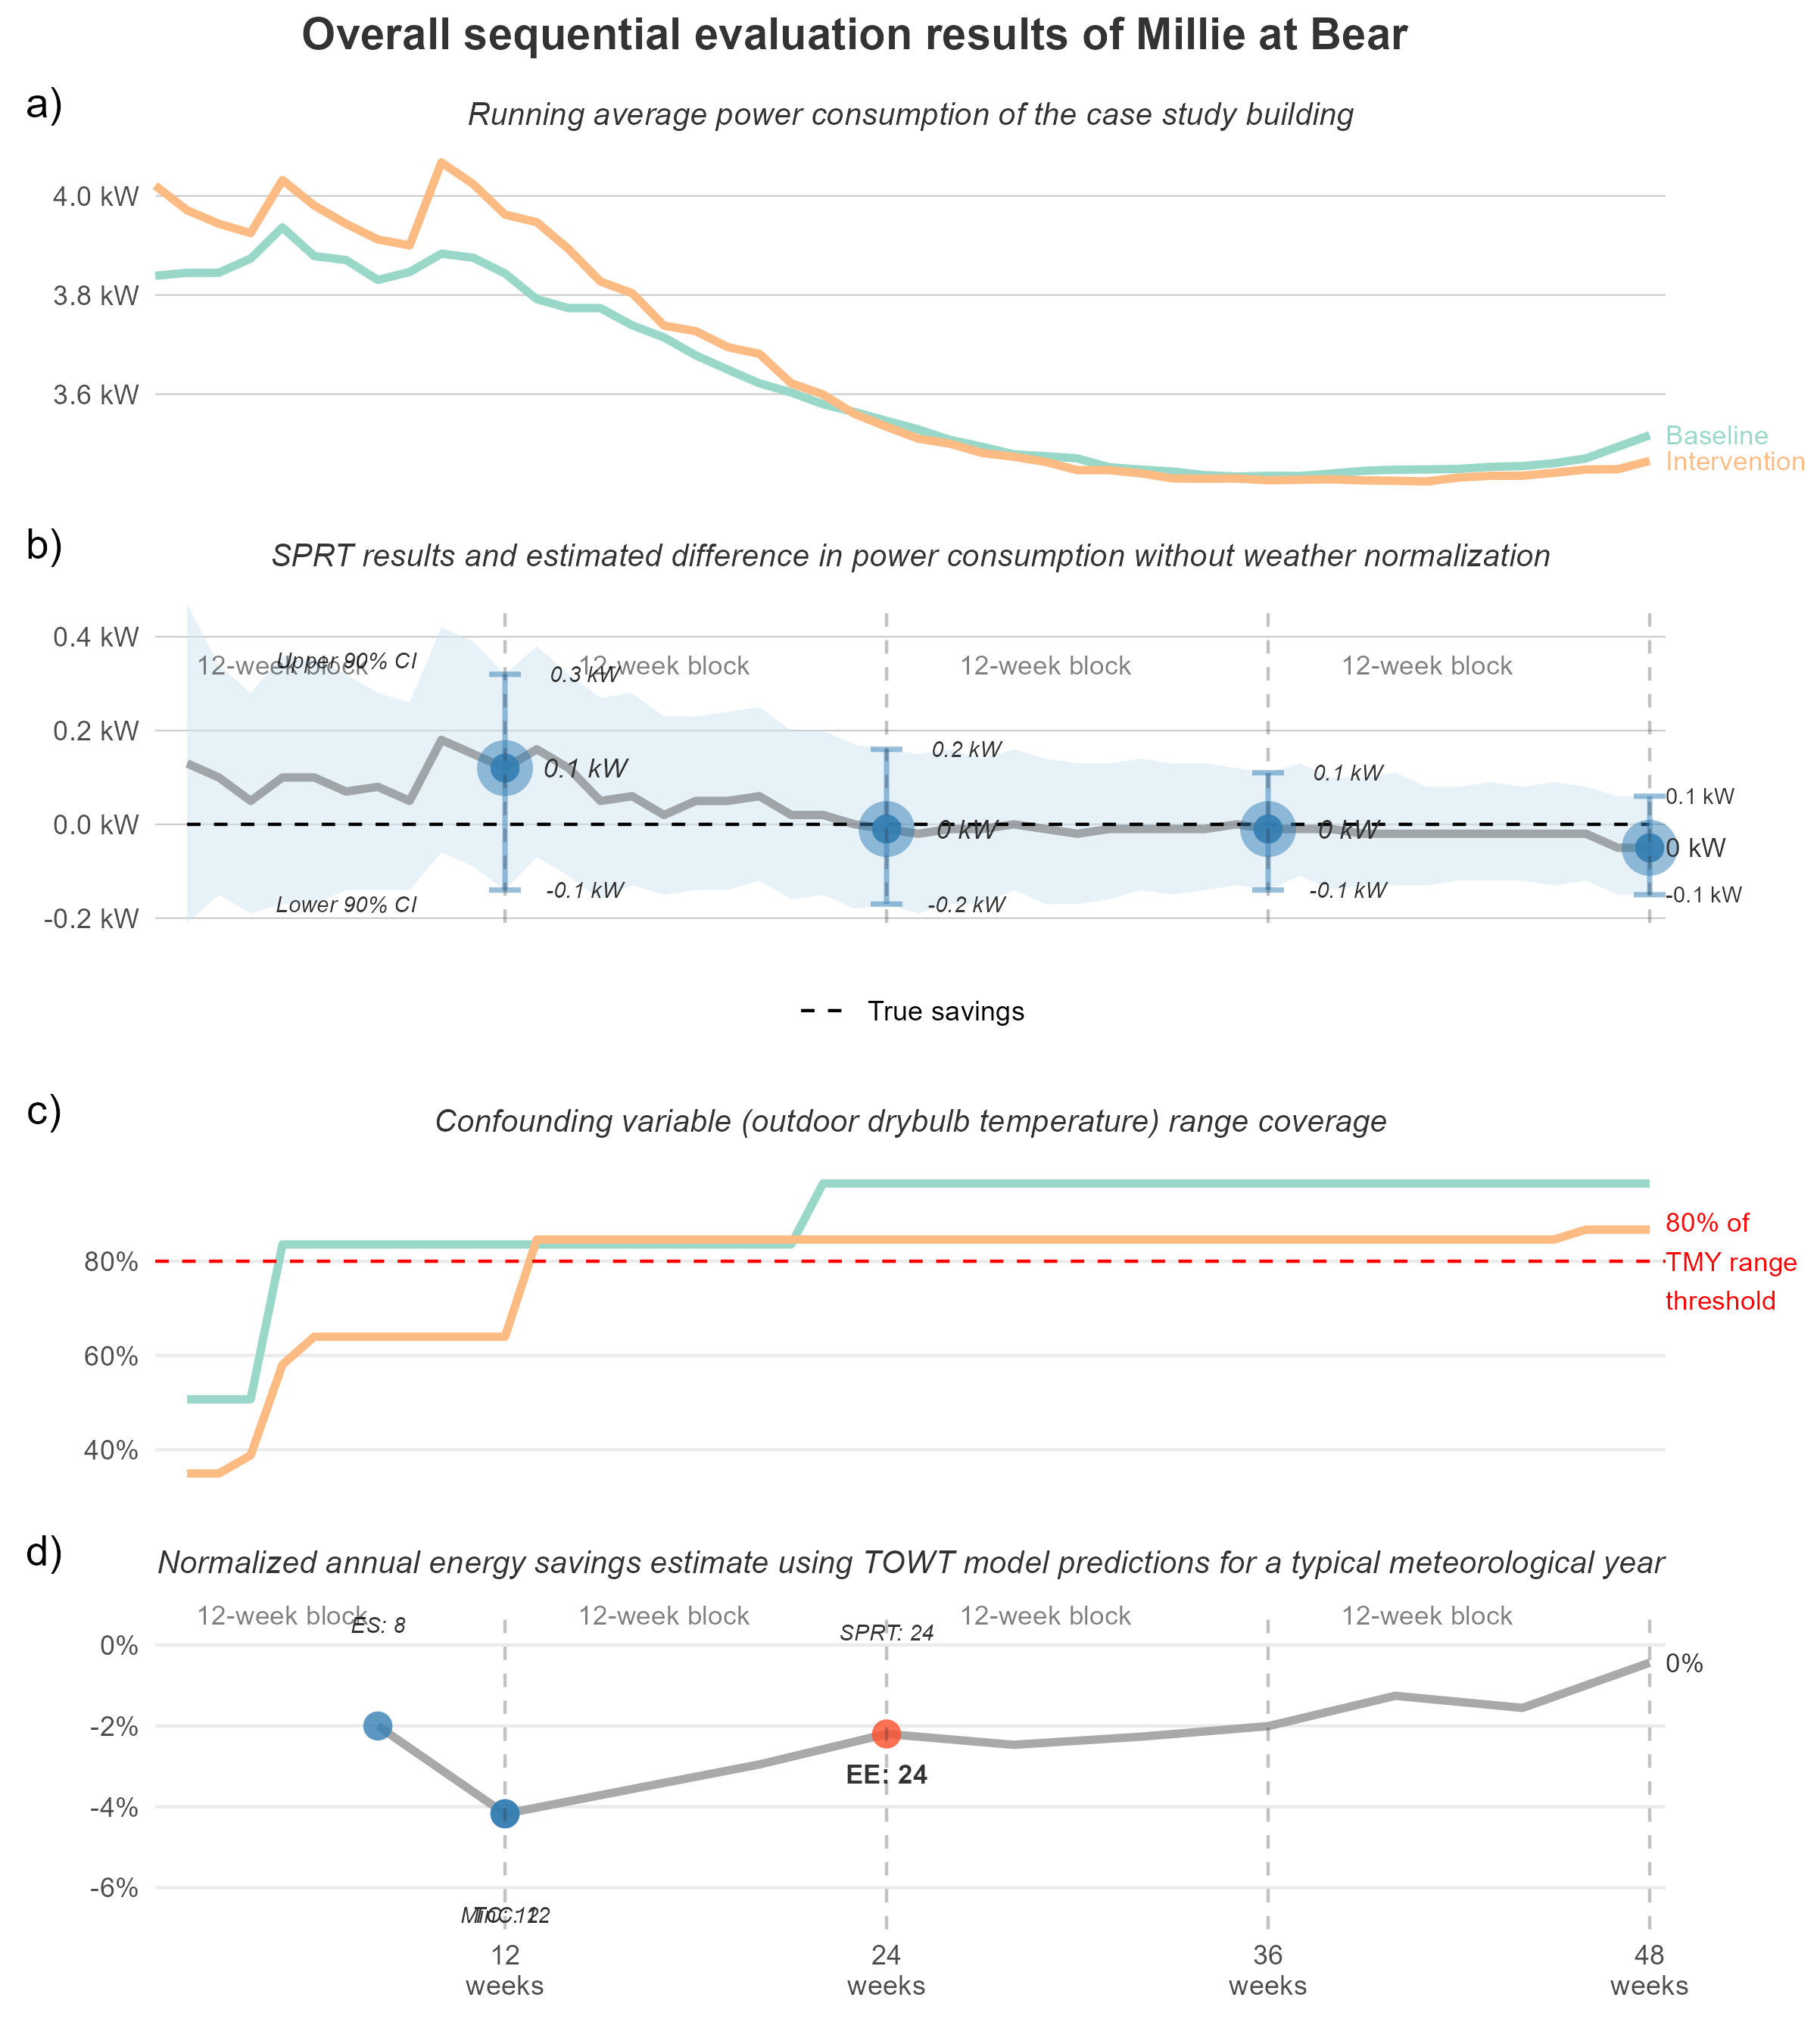 Overall sequential evaluation results of Millie at Bear
a)
Running average power consumption of the case study building
4.0 kW
3.8 kW
3.6 kW
Baseline
Intervention
b)
SPRT results and estimated difference in power consumption without weather normalization
0.4 kW
0.2 kW
0.0 kW
-0.2 kW
12-week block
12-week block
12-week block
12-week block
Upper 90% CI
Lower 90% CI
0.3 kW
0.1 kW
-0.1 kW
0.2 kW
0 kW
-0.2 kW
0.1 kW
0 kW
-0.1 kW
0.1 kW
0 kW
-0.1 kW
True savings
c)
Confounding variable (outdoor drybulb temperature) range coverage
80%
60%
40%
80% of
TMY range
threshold
d)
Normalized annual energy savings estimate using TOWT model predictions for a typical meteorological year
12-week block
12-week block
12-week block
12-week block
ES: 8
SPRT: 24
0%
-2%
-4%
-6%
0%
EE: 24
12
weeks
24
weeks
36
weeks
48
weeks